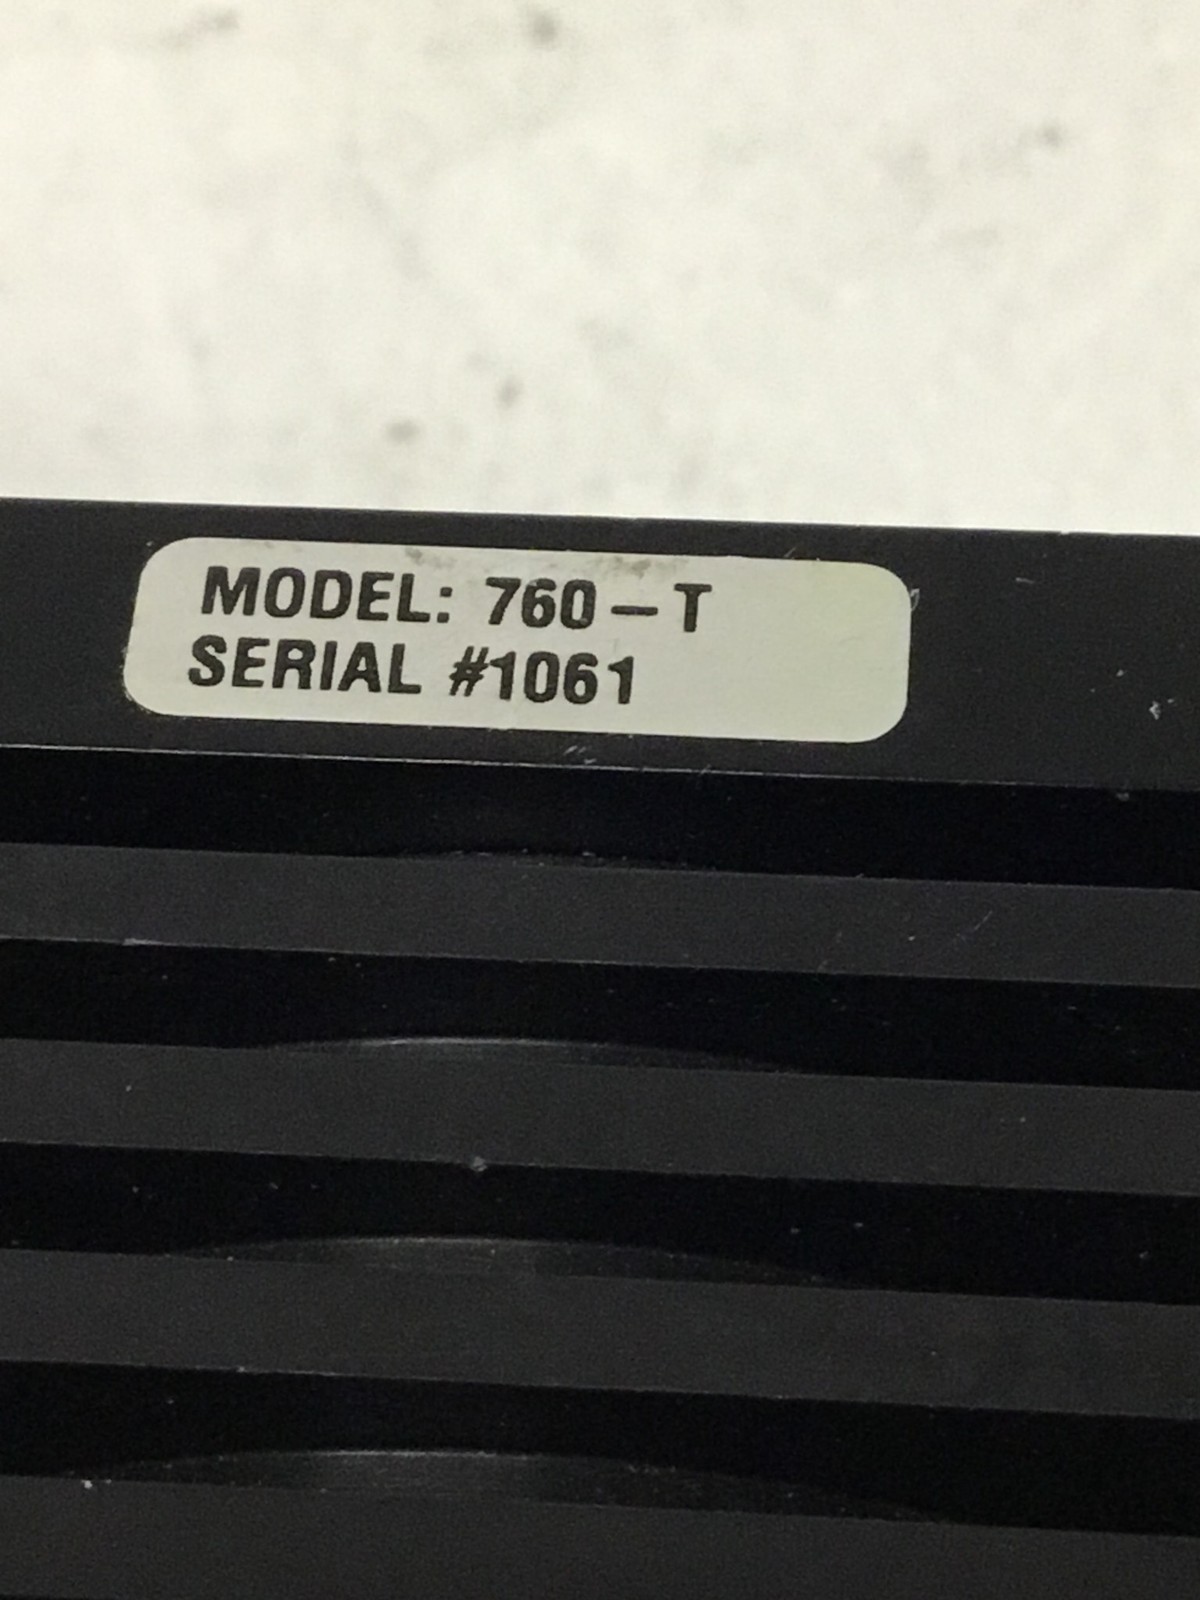 MODEL: 760-T
SERIAL #1061